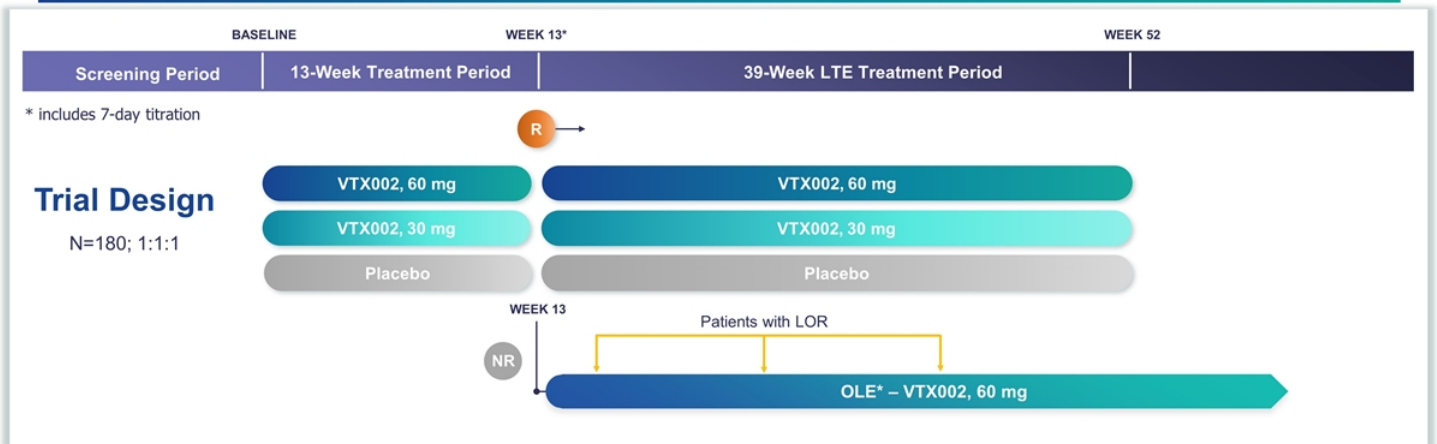 BASELINE
WEEK 13*
WEEK 52
Screening Period
13-Week Treatment Period
39-Week LTE Treatment Period
* includes 7-day titration
R
Trial Design
N=180; 1:1:1
VTX002, 60 mg
VTX002, 60 mg
VTX002, 30 mg
VTX002, 30 mg
Placebo
Placebo
WEEK 13
Patients with LOR
NR
OLE* – VTX002, 60 mg